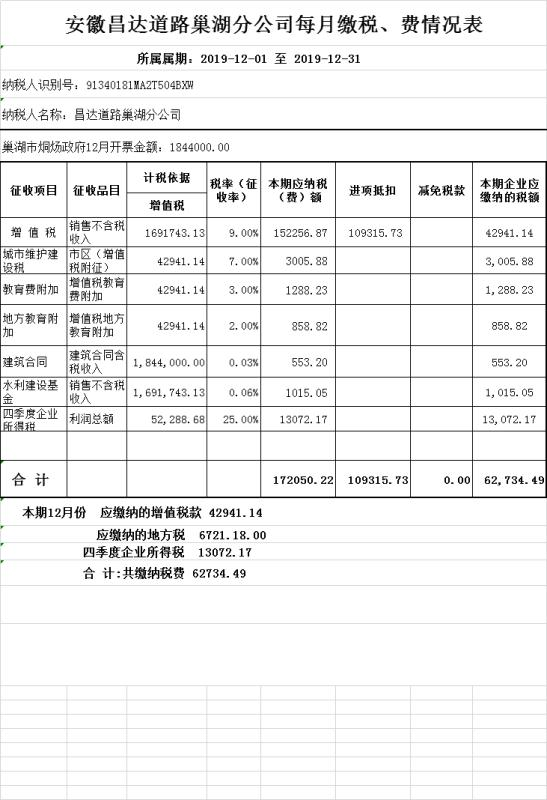 安徽昌达道路巢湖分公司每月缴税、费情况表
所属属期：2019-12-01 至 2019-12-31
纳税人识别号：91340181MA2T504BXW
纳税人名称：昌达道路巢湖分公司
巢湖市烔炀政府12月开票金额：1844000.00
征收项目 征收品目 计税依据 增值税 税率（征收率） 本期应纳税（费）额 进项抵扣 减免税款 本期企业应缴纳的税额
增 值 税 销售不含税收入 1691743.13 9.00% 152256.87 109315.73 42941.14
城市维护建设税 市区（增值税附征） 42941.14 7.00% 3005.88 3,005.88
教育费附加 增值税教育费附加 42941.14 3.00% 1288.23 1,288.23
地方教育附加 增值税地方教育附加 42941.14 2.00% 858.82 858.82
建筑合同 建筑合同含税收入 1,844,000.00 0.03% 553.20 553.20
水利建设基金 销售不含税收入 1,691,743.13 0.06% 1015.05 1,015.05
四季度企业所得税 利润总额 52,288.68 25.00% 13072.17 13,072.17
合 计 172050.22 109315.73 0.00 62,734.49
本期12月份 应缴纳的增值税款 42941.14
应缴纳的地方税 6721.18.00
四季度企业所得税 13072.17
合 计:共缴纳税费 62734.49